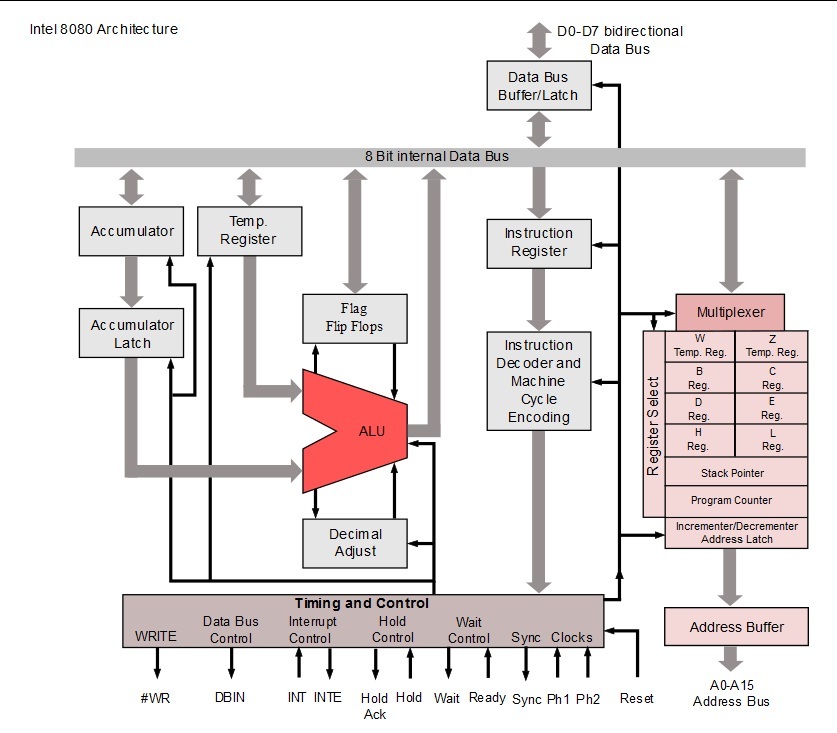 Intel 8080 Architecture
D0-D7 bidirectional
Data Bus
Data Bus
Buffer/Latch
8 Bit internal Data Bus
Accumulator
Temp.
Register
Instruction
Register
Accumulator
Latch
Flag
Flip Flops
Instruction
Decoder and
Machine
Cycle
Encoding
ALU
Decimal
Adjust
Multiplexer
Register Select
W
Temp. Reg.
Z
Temp. Reg.
B
Reg.
C
Reg.
D
Reg.
E
Reg.
H
Reg.
L
Reg.
Stack Pointer
Program Counter
Incrementer/Decrementer
Address Latch
Address Buffer
A0-A15
Address Bus
Timing and Control
WRITE
Data Bus
Control
Interrupt
Control
Hold
Control
Wait
Control
Sync
Clocks
#WR
DBIN
INT
INTE
Hold
Ack
Hold
Wait
Ready
Sync
Ph1
Ph2
Reset